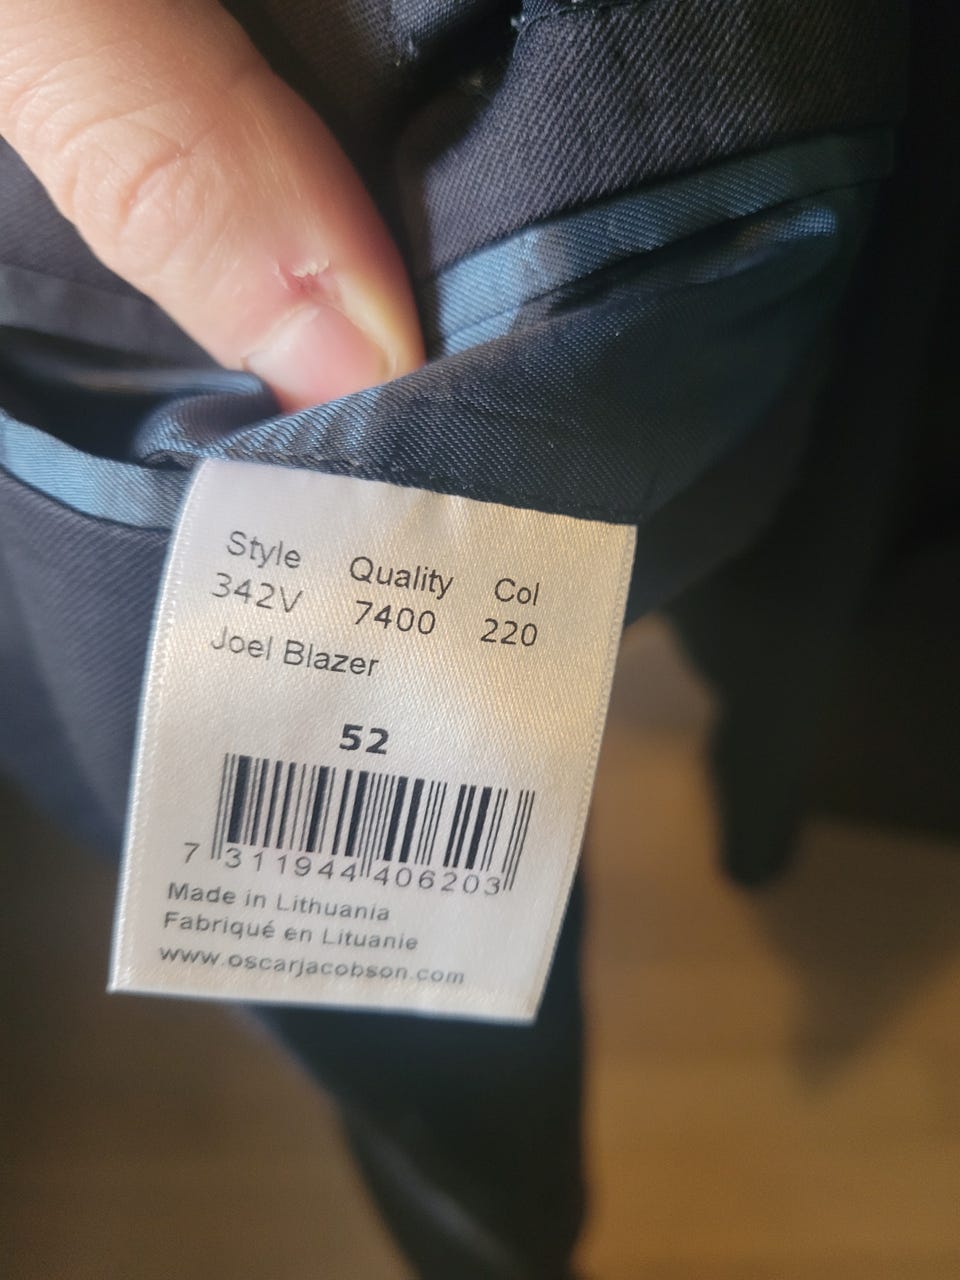 Style Quality Col
342V 7400 220
Joel Blazer
52
7 311944 406203
Made in Lithuania
Fabriqué en Lituanie
www.oscarjacobson.com